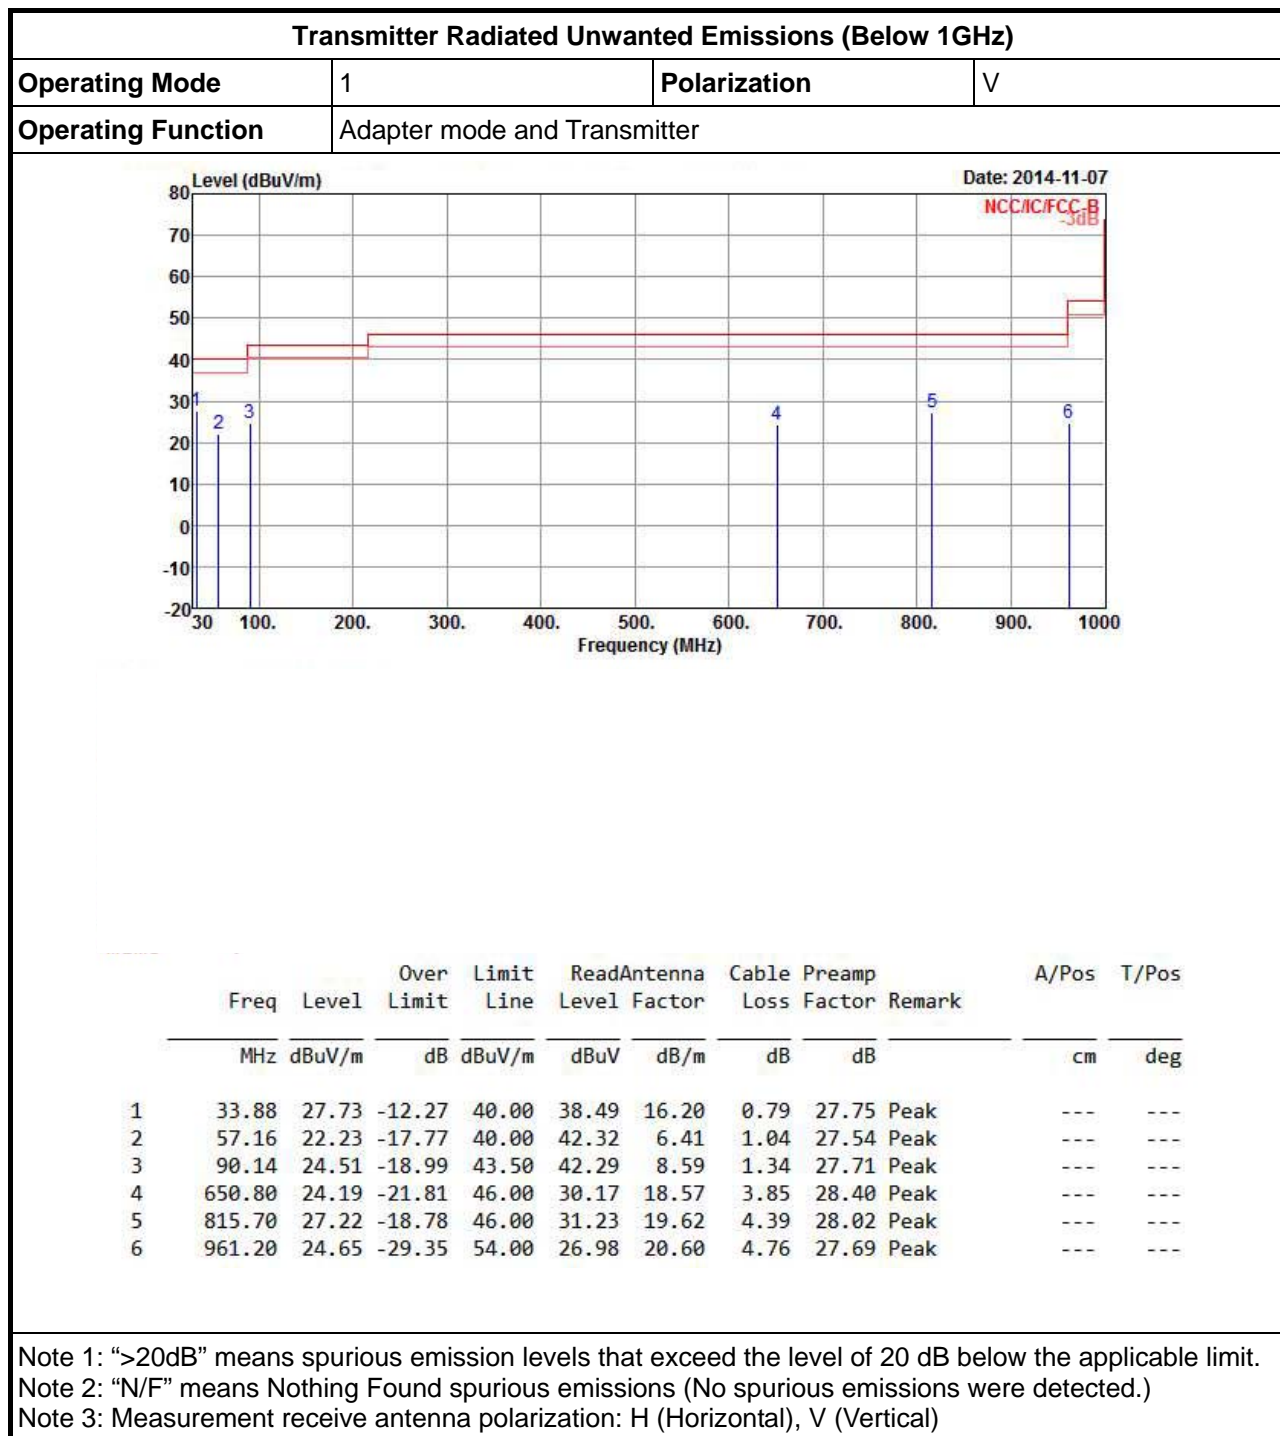 Transmitter Radiated Unwanted Emissions (Below 1GHz)
Operating Mode 1 Polarization V
Operating Function Adapter mode and Transmitter
Level (dBuV/m) Date: 2014-11-07
80
NCC/IC/FCC-B
-3dB
70
60
50
40
30
20
10
0
-10
-20
1
2
3
4
5
6
30 100. 200. 300. 400. 500. 600. 700. 800. 900. 1000
Frequency (MHz)
Over Limit ReadAntenna Cable Preamp A/Pos T/Pos
Freq Level Limit Line Level Factor Loss Factor Remark
MHz dBuV/m dB dBuV/m dBuV dB/m dB dB cm deg
1 33.88 27.73 -12.27 40.00 38.49 16.20 0.79 27.75 Peak --- ---
2 57.16 22.23 -17.77 40.00 42.32 6.41 1.04 27.54 Peak --- ---
3 90.14 24.51 -18.99 43.50 42.29 8.59 1.34 27.71 Peak --- ---
4 650.80 24.19 -21.81 46.00 30.17 18.57 3.85 28.40 Peak --- ---
5 815.70 27.22 -18.78 46.00 31.23 19.62 4.39 28.02 Peak --- ---
6 961.20 24.65 -29.35 54.00 26.98 20.60 4.76 27.69 Peak --- ---
Note 1: “>20dB” means spurious emission levels that exceed the level of 20 dB below the applicable limit.
Note 2: “N/F” means Nothing Found spurious emissions (No spurious emissions were detected.)
Note 3: Measurement receive antenna polarization: H (Horizontal), V (Vertical)